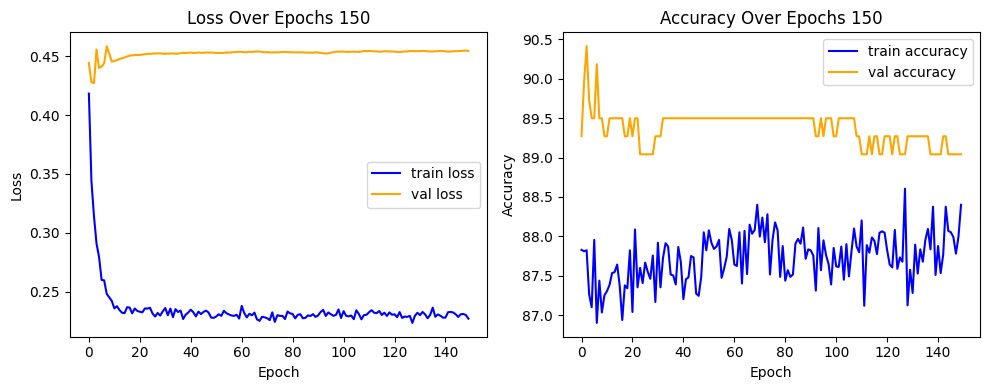 Loss Over Epochs 150
0.45
0.40
0.35
0.30
0.25
Loss
train loss
val loss
0 20 40 60 80 100 120 140
Epoch
Accuracy Over Epochs 150
90.5
90.0
89.5
89.0
88.5
88.0
87.5
87.0
Accuracy
train accuracy
val accuracy
0 20 40 60 80 100 120 140
Epoch